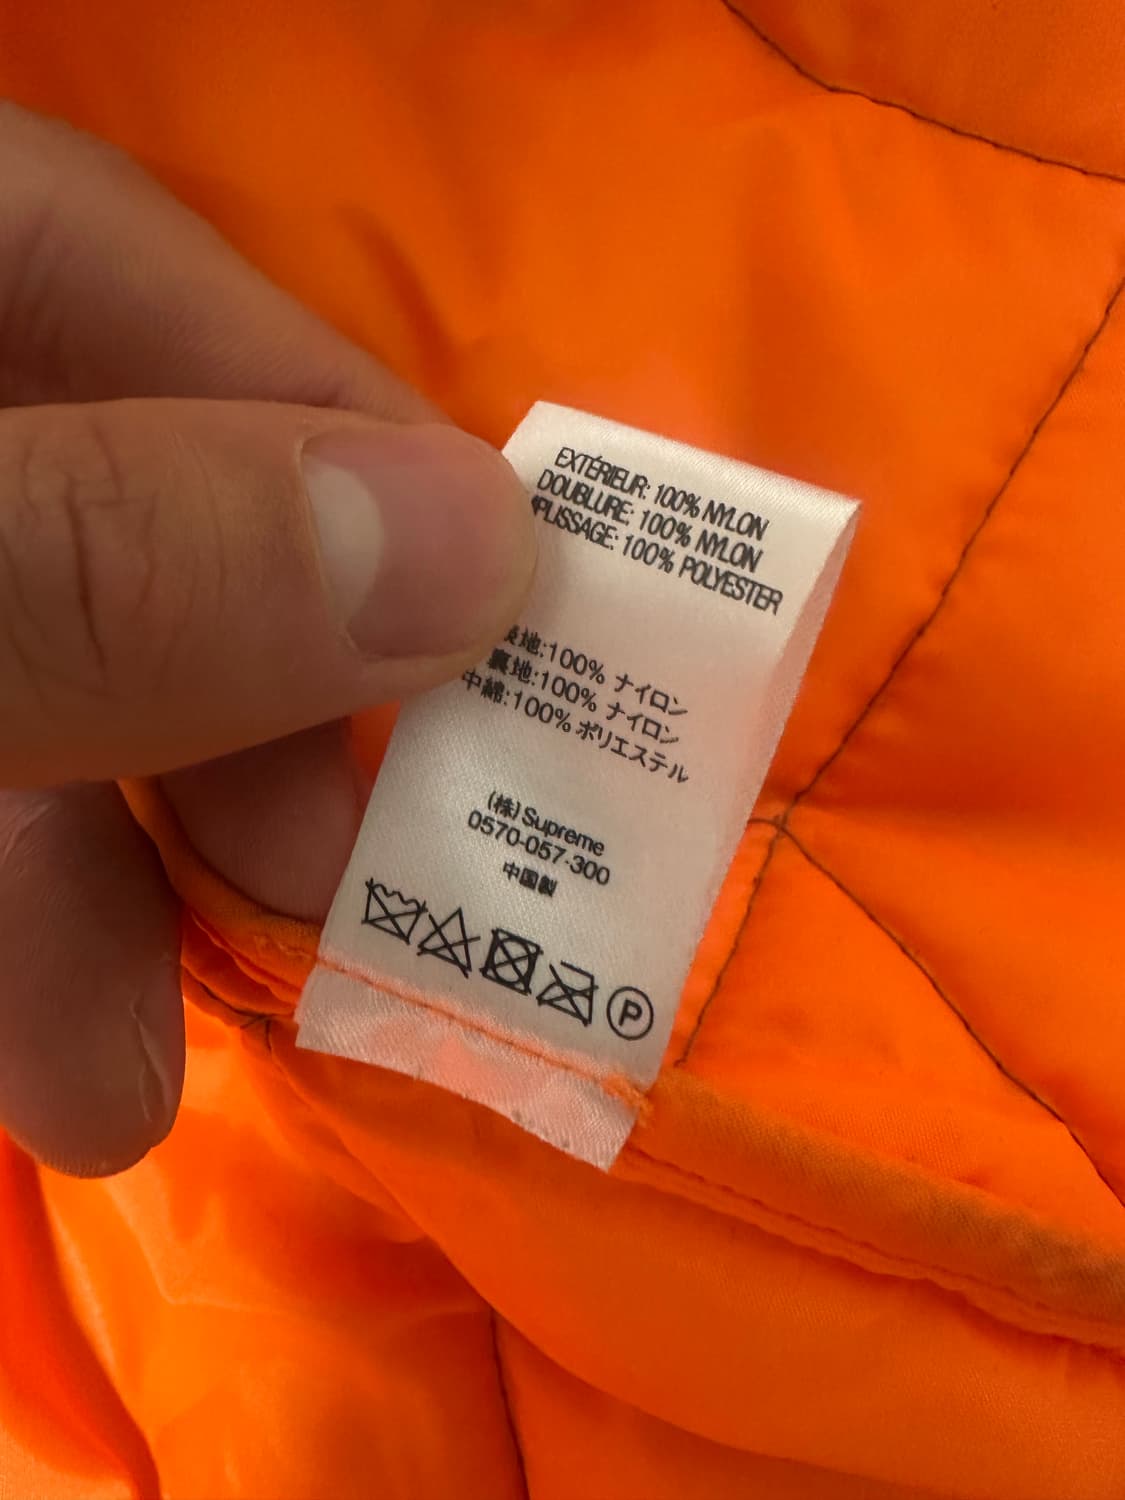 EXTÉRIEUR: 100% NYLON
DOUBLURE: 100% NYLON
PLISSAGE: 100% POLYESTER
表地:100% ナイロン
裏地:100% ナイロン
中綿:100% ポリエステル
(株) Supreme
0570-057-300
中国製
P